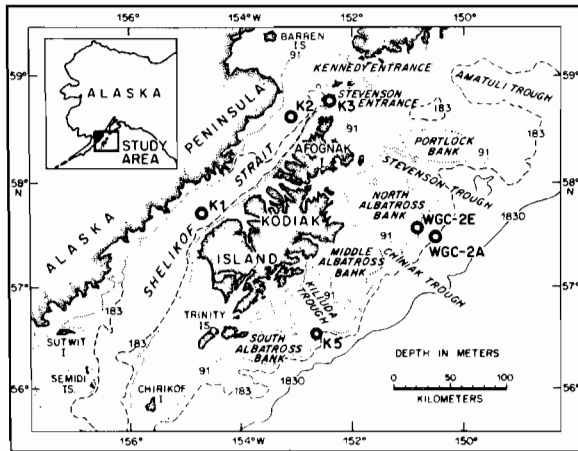 156°
154°
152°
150°
BARREN
IS
91
59°
KENNEDY ENTRANCE
AMATULI TROUGH
ALASKA
STUDY
AREA
K2
K3
STEVENSON
ENTRANCE
183
183
PENINSULA
91
PORTLOCK
BANK
AFOGNAK
91
STEVENSON TROUGH
58°
N
58°
N
STRAIT
NORTH
ALBATROSS
BANK
1830
K1
KODIAK
WGC-2E
ALASKA
91
WGC-2A
SHELIKOF
ISLAND
MIDDLE
ALBATROSS
BANK
CHINIAK TROUGH
57°
57°
KILIUDA
TROUGH
91
183
TRINITY
IS
183
SUTWIT
I
SOUTH
ALBATROSS
BANK
K5
91
DEPTH IN METERS
SEMIDI
IS.
1830
0
50
100
KILOMETERS
CHIRIKOF
I
183
56°
56°
156°
154°
152°
150°